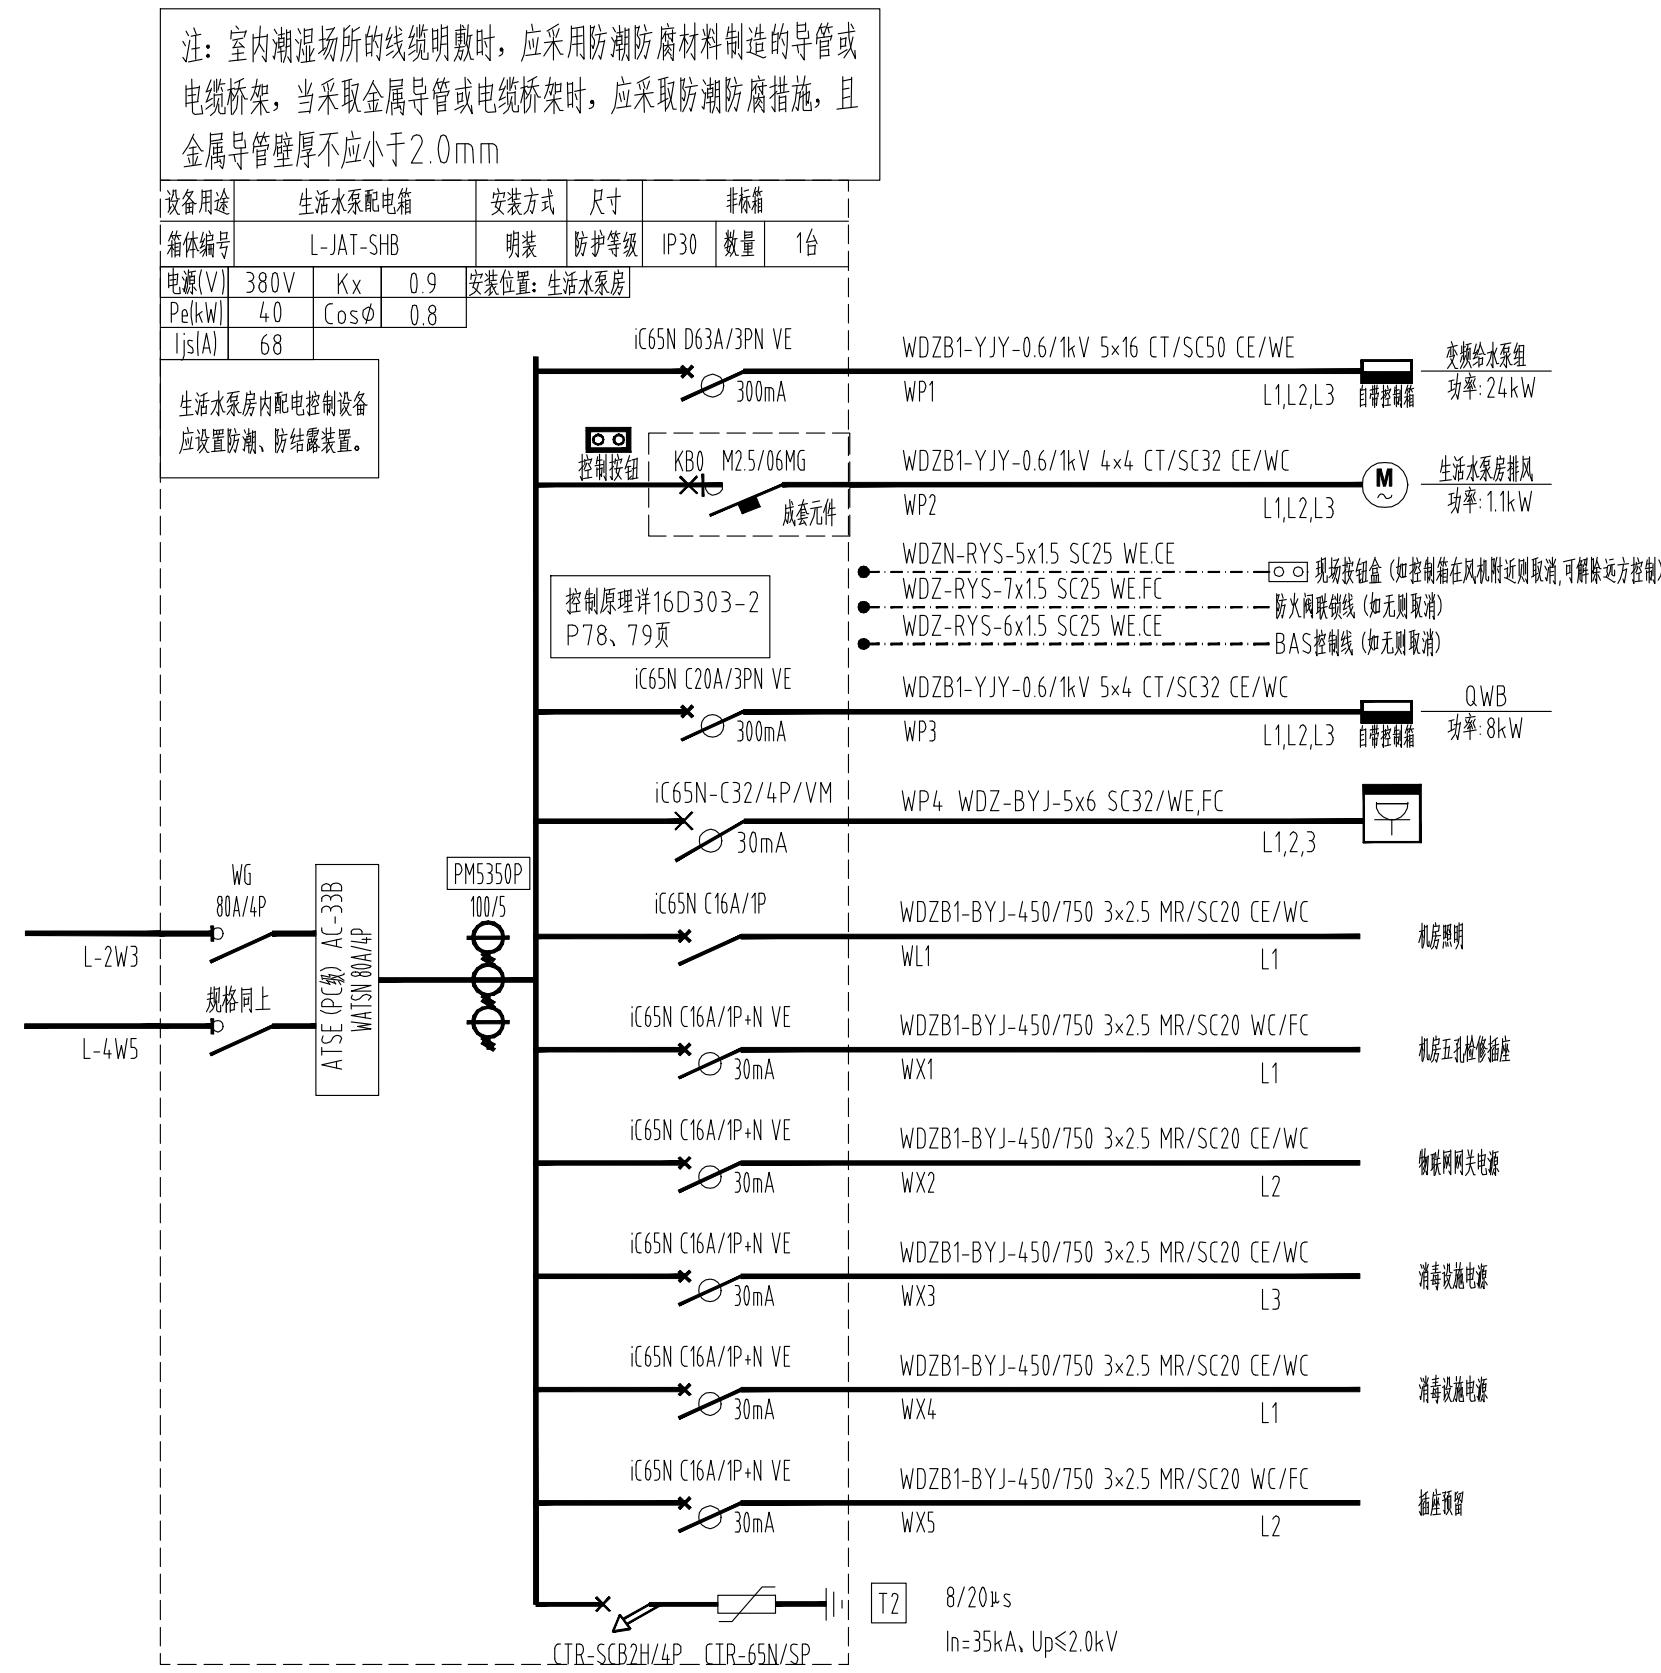 注：室内潮湿场所的线缆明敷时，应采用防潮防腐材料制造的导管或
电缆桥架，当采取金属导管或电缆桥架时，应采取防潮防腐措施，且
金属导管壁厚不应小于2.0mm
设备用途 生活水泵配电箱 安装方式 尺寸 非标箱
箱体编号 L-JAT-SHB 明装 防护等级 IP30 数量 1台
电源(V) 380V Kx 0.9 安装位置：生活水泵房
Pe(kW) 40 CosΦ 0.8
Ijs(A) 68
生活水泵房内配电控制设备
应设置防潮、防结露装置。
iC65N D63A/3PN VE
300mA
WDZB1-YJY-0.6/1kV 5×16 CT/SC50 CE/WE
WP1
L1,L2,L3
自带控制箱
变频给水泵组
功率:24kW
控制按钮
KB0 M2.5/06MG
成套元件
WDZB1-YJY-0.6/1kV 4×4 CT/SC32 CE/WC
WP2
L1,L2,L3
M
~
生活水泵房排风
功率:1.1kW
WDZN-RYS-5x1.5 SC25 WE.CE
现场按钮盒（如控制箱在风机附近则取消,可解除远方控制）
WDZ-RYS-7x1.5 SC25 WE.FC
防火阀联锁线（如无则取消）
WDZ-RYS-6x1.5 SC25 WE.CE
BAS控制线（如无则取消）
控制原理详16D303-2
P78、79页
iC65N C20A/3PN VE
300mA
WDZB1-YJY-0.6/1kV 5×4 CT/SC32 CE/WC
WP3
L1,L2,L3
自带控制箱
QWB
功率:8kW
iC65N-C32/4P/VM
30mA
WP4 WDZ-BYJ-5x6 SC32/WE,FC
L1,2,3
WG
80A/4P
L-2W3
规格同上
L-4W5
ATSE (PC级) AC-33B
WATSN 80A/4P
PM5350P
100/5
iC65N C16A/1P
WDZB1-BYJ-450/750 3×2.5 MR/SC20 CE/WC
WL1
L1
机房照明
iC65N C16A/1P+N VE
30mA
WDZB1-BYJ-450/750 3×2.5 MR/SC20 WC/FC
WX1
L1
机房五孔检修插座
iC65N C16A/1P+N VE
30mA
WDZB1-BYJ-450/750 3×2.5 MR/SC20 CE/WC
WX2
L2
物联网网关电源
iC65N C16A/1P+N VE
30mA
WDZB1-BYJ-450/750 3×2.5 MR/SC20 CE/WC
WX3
L3
消毒设施电源
iC65N C16A/1P+N VE
30mA
WDZB1-BYJ-450/750 3×2.5 MR/SC20 CE/WC
WX4
L1
消毒设施电源
iC65N C16A/1P+N VE
30mA
WDZB1-BYJ-450/750 3×2.5 MR/SC20 WC/FC
WX5
L2
插座预留
CTR-SCB2H/4P CTR-65N/SP
T2
8/20μs
In=35kA、Up≤2.0kV